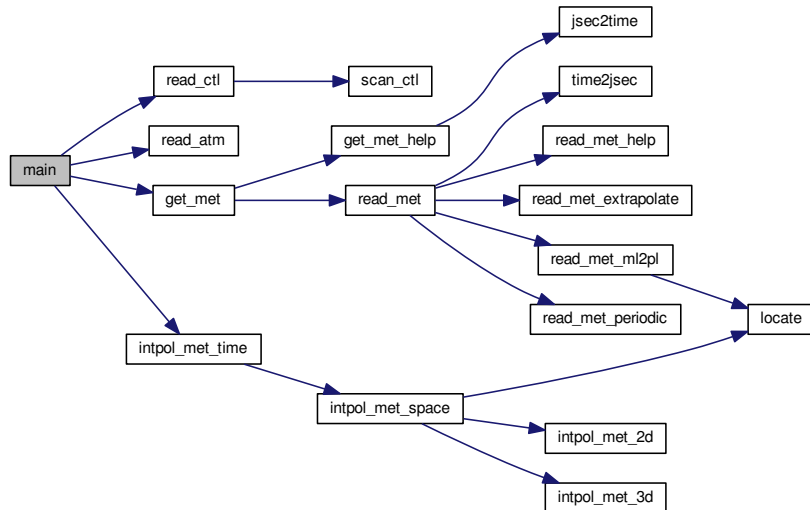 jsec2time
read_ctl
scan_ctl
time2jsec
read_atm
get_met_help
read_met_help
main
get_met
read_met
read_met_extrapolate
read_met_ml2pl
read_met_periodic
locate
intpol_met_time
intpol_met_space
intpol_met_2d
intpol_met_3d